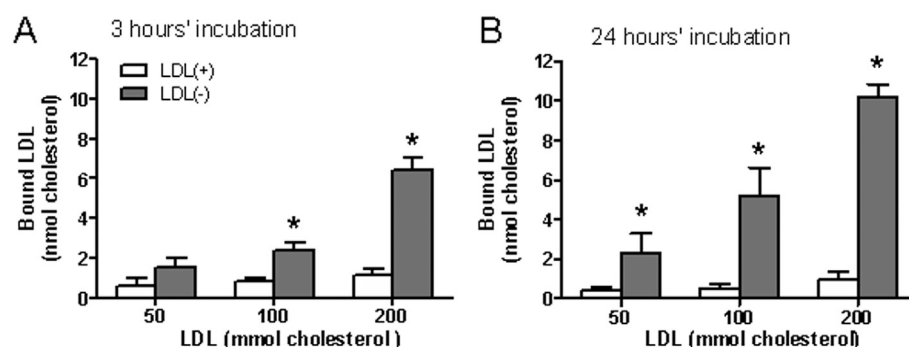 A
3 hours' incubation
12
10
8
6
4
2
0
Bound LDL
(nmol cholesterol)
LDL(+)
LDL(-)
*
*
50
100
200
LDL (mmol cholesterol)
B
24 hours' incubation
12
10
8
6
4
2
0
Bound LDL
(nmol cholesterol)
*
*
*
50
100
200
LDL (mmol cholesterol)